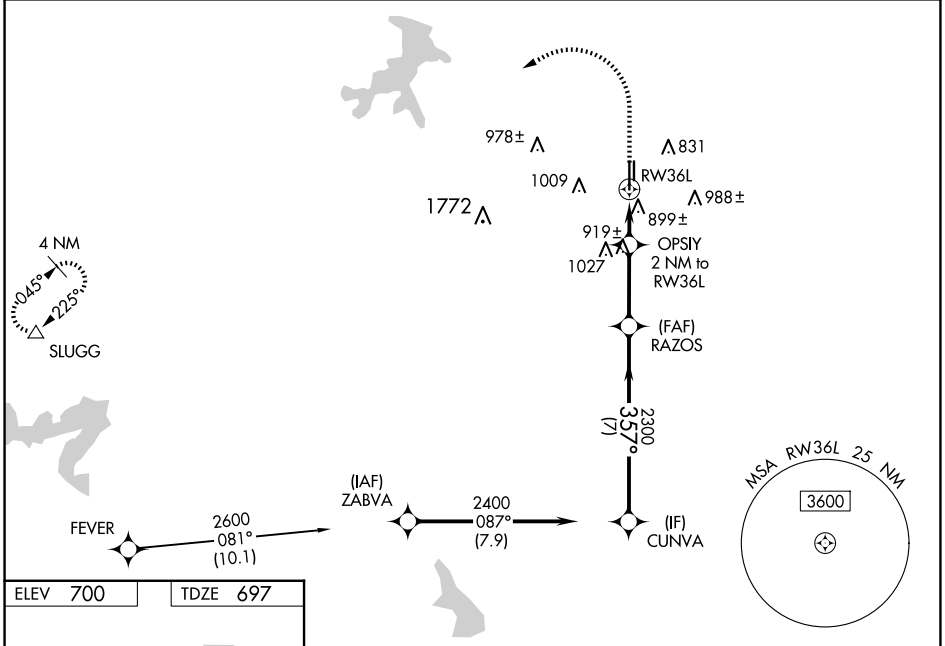 978±
831
1009
RW36L
988±
1772
899±
919±
OPSIY
2 NM to
RW36L
1027
4 NM
045°
225°
SLUGG
(FAF)
RAZOS
2300
357°
(7)
MSA RW36L 25 NM
3600
(IAF)
ZABVA
2400
087°
(7.9)
(IF)
CUNVA
FEVER
2600
081°
(10.1)
ELEV 700
TDZE 697